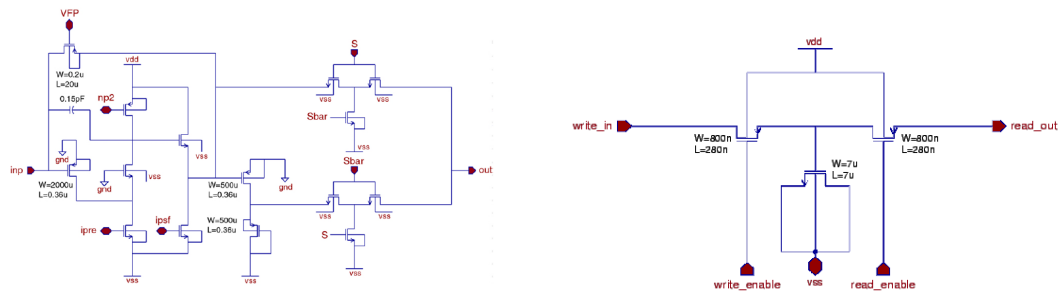 VFP
W=0.2u
L=20u
0.15pF
vdd
np2
gnd
inp
W=2000u
L=0.36u
gnd
vss
vss
ipre
ipsf
vss
W=500u
L=0.36u
gnd
W=500u
L=0.36u
vss
S
vss
vss
Sbar
vss
Sbar
vss
vss
S
vss
out
vdd
write_in
W=800n
L=280n
W=800n
L=280n
read_out
W=7u
L=7u
write_enable
vss
read_enable